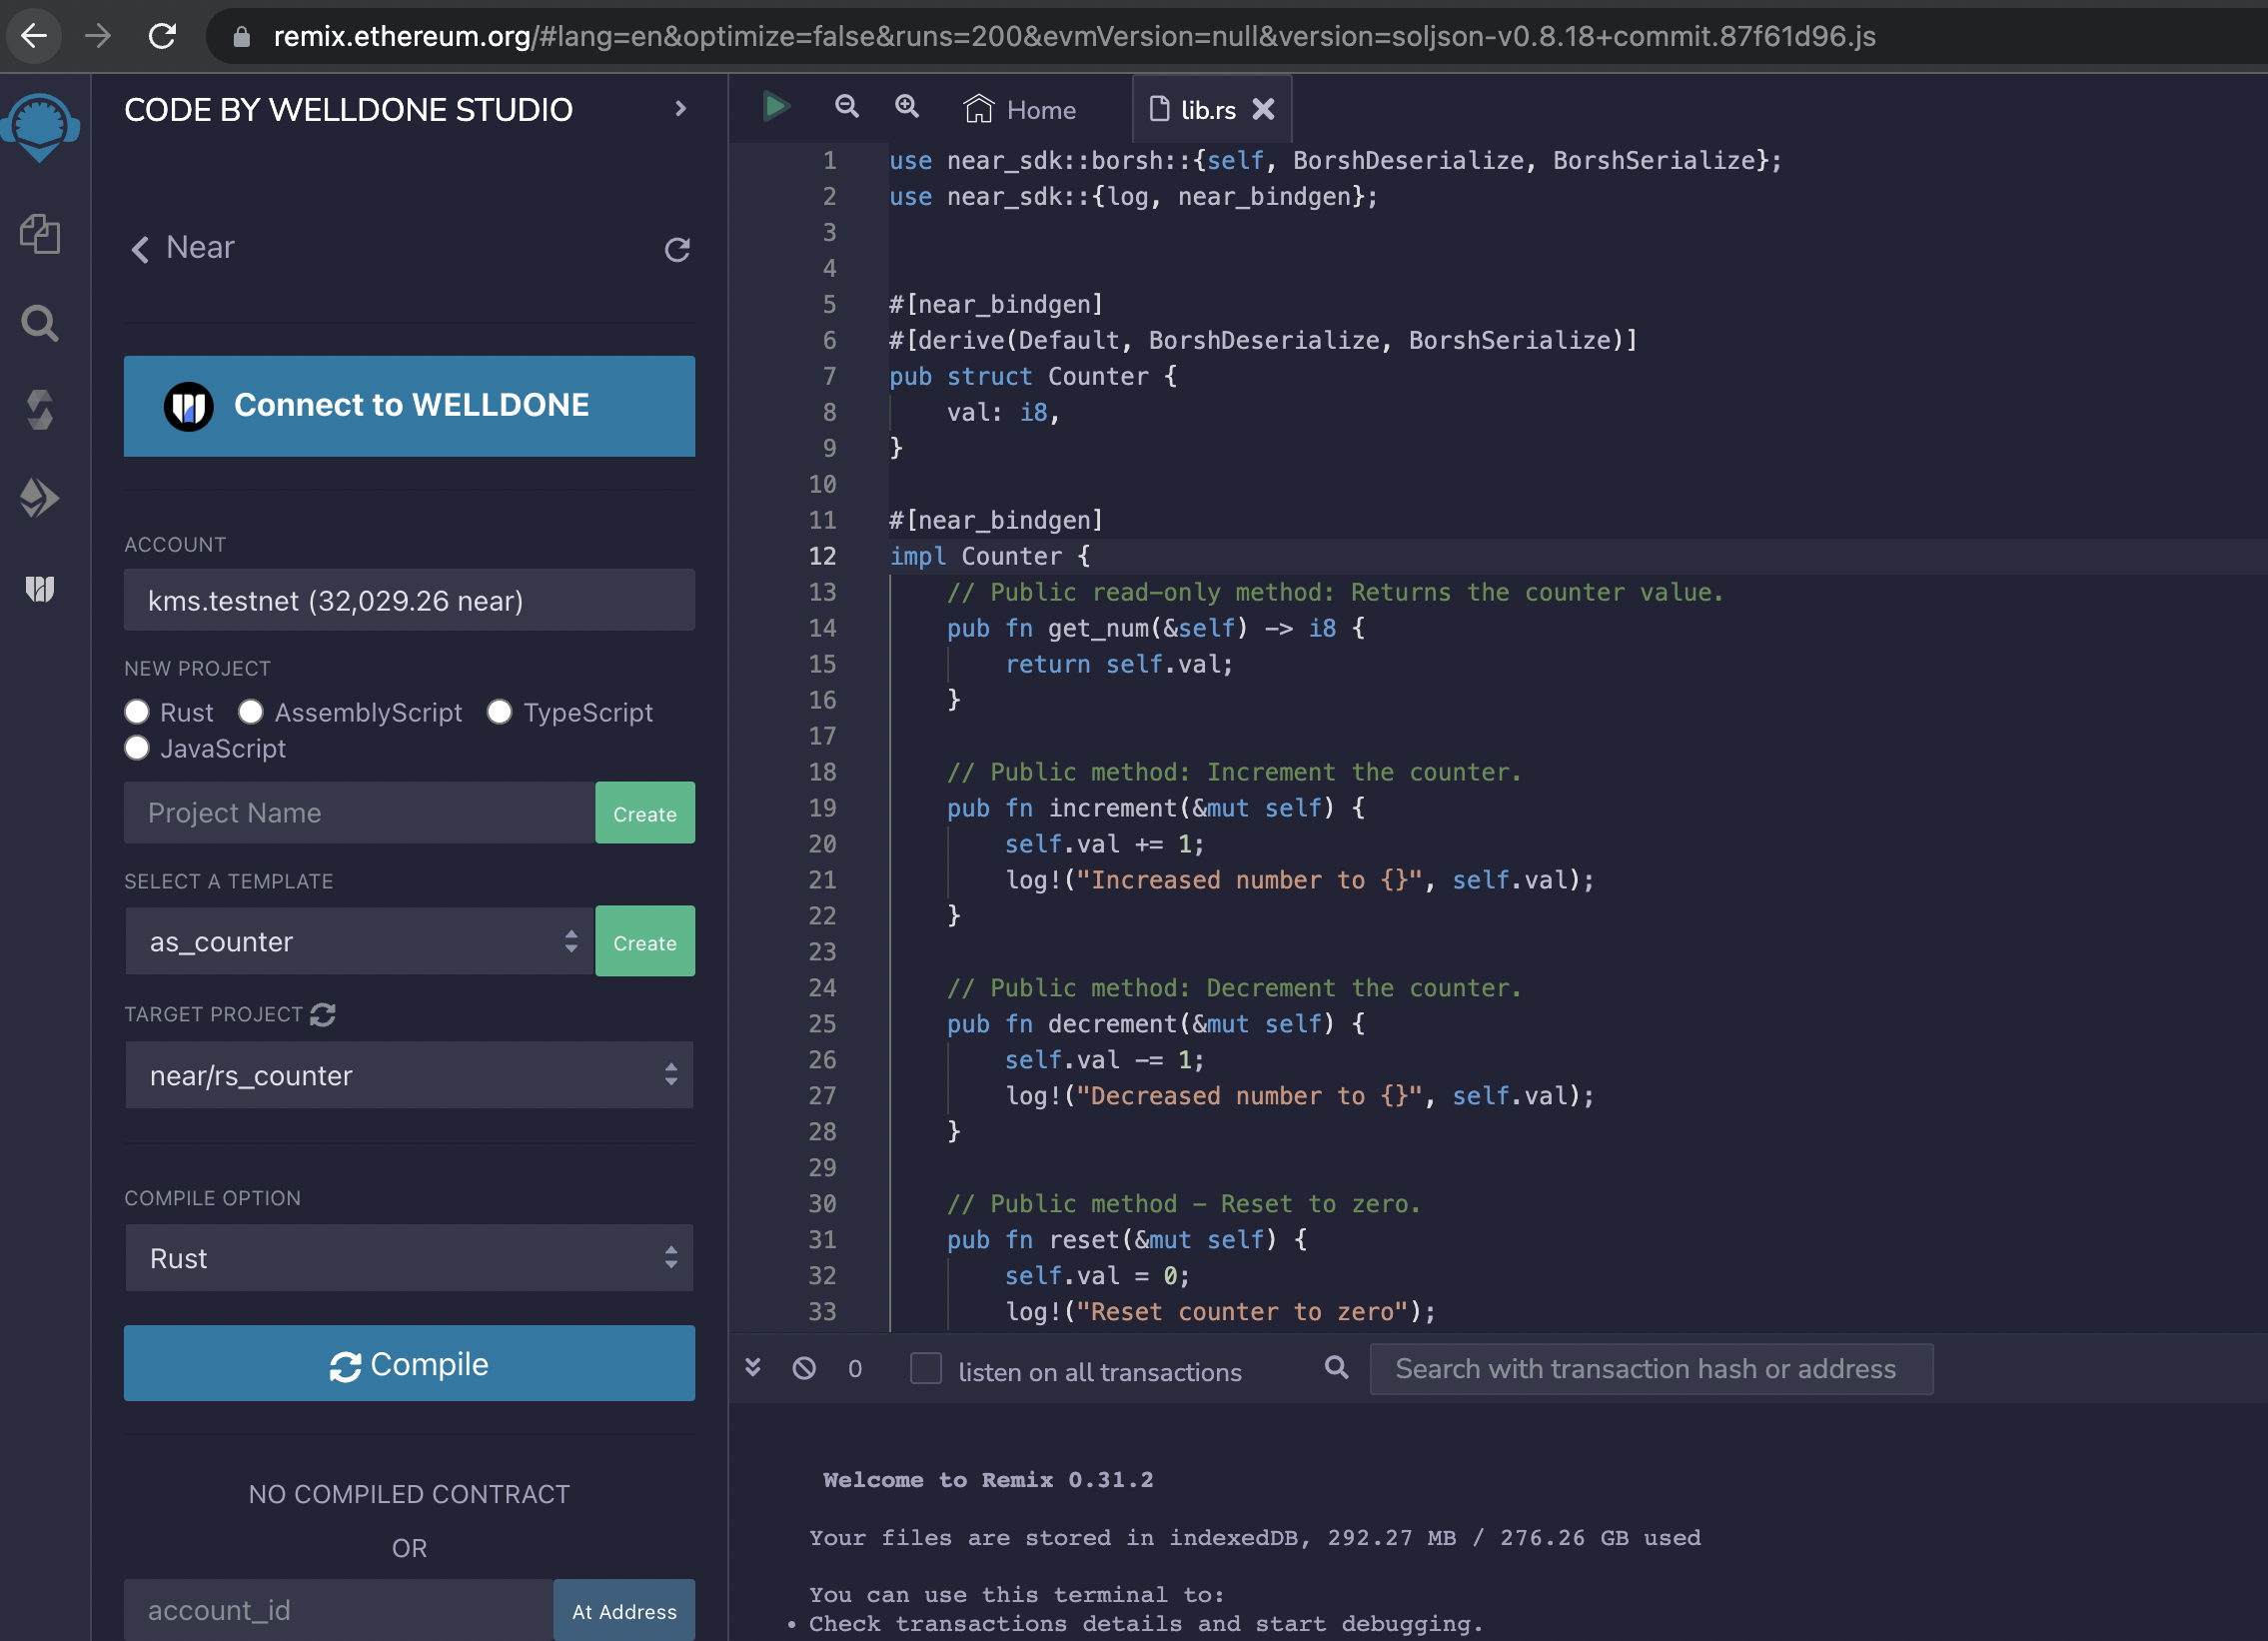 remix.ethereum.org/#lang=en&optimize=false&runs=200&evmVersion=null&version=soljson-v0.8.18+commit.87f61d96.js
CODE BY WELLDONE STUDIO
Near
Connect to WELLDONE
ACCOUNT
kms.testnet (32,029.26 near)
NEW PROJECT
Rust AssemblyScript TypeScript
JavaScript
Project Name Create
SELECT A TEMPLATE
as_counter Create
TARGET PROJECT
near/rs_counter
COMPILE OPTION
Rust
Compile
NO COMPILED CONTRACT
OR
account_id At Address
Home lib.rs
1 use near_sdk::borsh::{self, BorshDeserialize, BorshSerialize};
2 use near_sdk::{log, near_bindgen};
3
4
5 #[near_bindgen]
6 #[derive(Default, BorshDeserialize, BorshSerialize)]
7 pub struct Counter {
8 val: i8,
9 }
10
11 #[near_bindgen]
12 impl Counter {
13 // Public read-only method: Returns the counter value.
14 pub fn get_num(&self) -> i8 {
15 return self.val;
16 }
17
18 // Public method: Increment the counter.
19 pub fn increment(&mut self) {
20 self.val += 1;
21 log!("Increased number to {}", self.val);
22 }
23
24 // Public method: Decrement the counter.
25 pub fn decrement(&mut self) {
26 self.val -= 1;
27 log!("Decreased number to {}", self.val);
28 }
29
30 // Public method - Reset to zero.
31 pub fn reset(&mut self) {
32 self.val = 0;
33 log!("Reset counter to zero");
0 listen on all transactions Search with transaction hash or address
Welcome to Remix 0.31.2
Your files are stored in indexedDB, 292.27 MB / 276.26 GB used
You can use this terminal to:
• Check transactions details and start debugging.